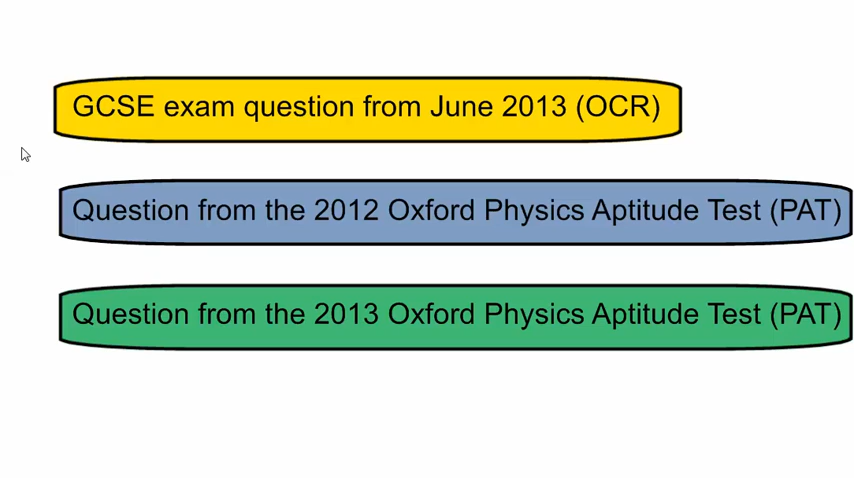 GCSE exam question from June 2013 (OCR)
Question from the 2012 Oxford Physics Aptitude Test (PAT)
Question from the 2013 Oxford Physics Aptitude Test (PAT)